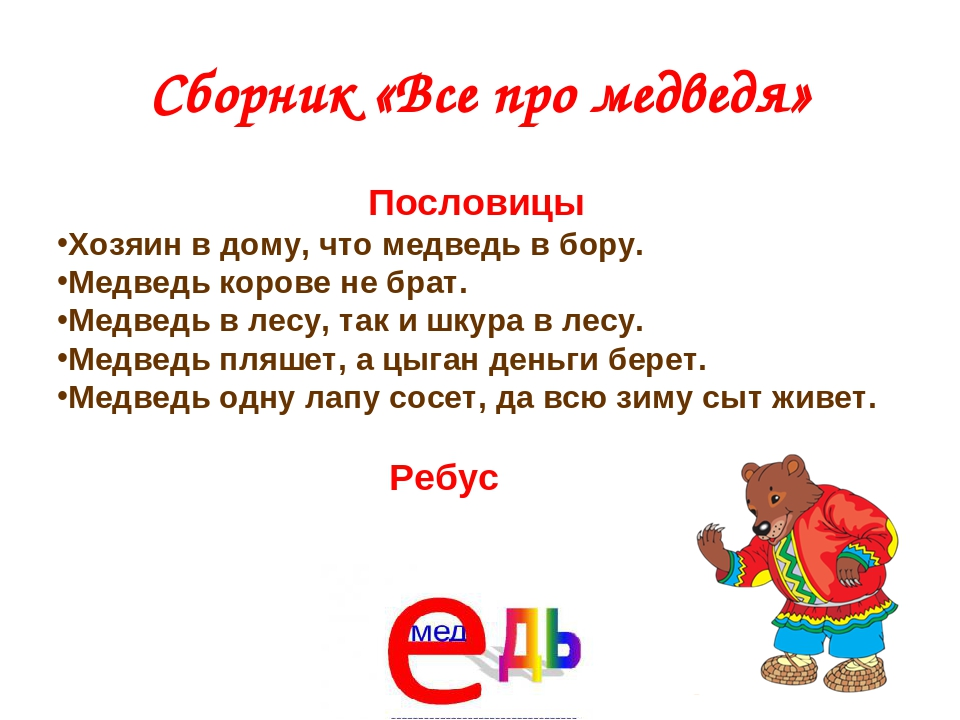 Сборник «Все про медведя»
Пословицы
•Хозяин в дому, что медведь в бору.
•Медведь корове не брат.
•Медведь в лесу, так и шкура в лесу.
•Медведь пляшет, а цыган деньги берет.
•Медведь одну лапу сосет, да всю зиму сыт живет.
Ребус
е мед дь